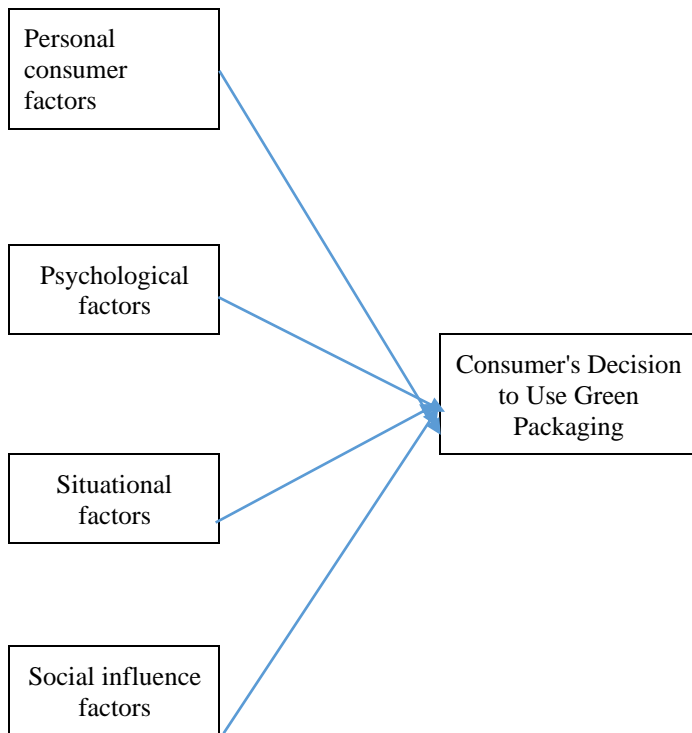 Personal
consumer
factors
Psychological
factors
Consumer's Decision
to Use Green
Packaging
Situational
factors
Social influence
factors